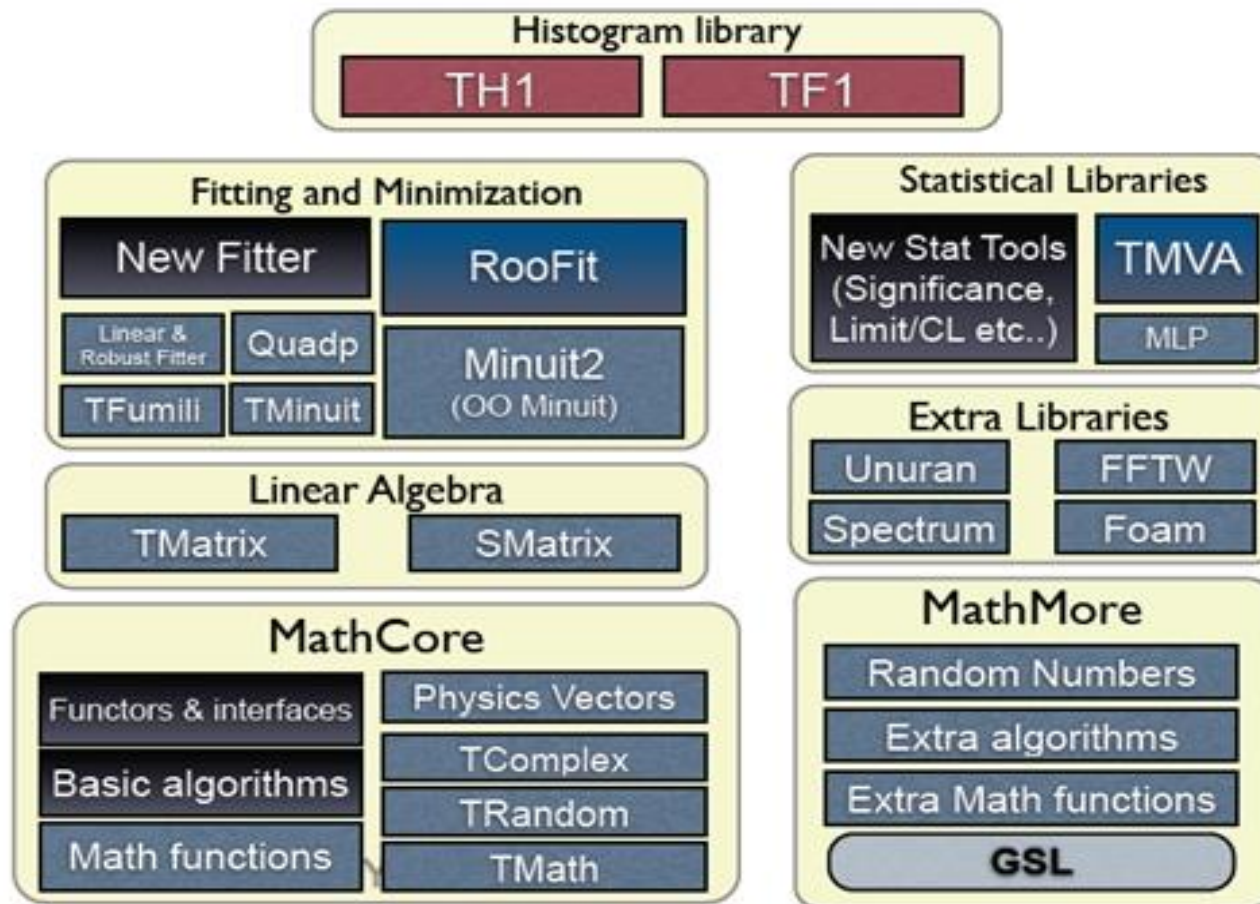 Histogram library
TH1
TF1
Fitting and Minimization
New Fitter
RooFit
Linear &
Robust Fitter
Quadp
TFumili
TMinuit
Minuit2
(OO Minuit)
Statistical Libraries
New Stat Tools
(Significance,
Limit/CL etc..)
TMVA
MLP
Extra Libraries
Unuran
FFTW
Spectrum
Foam
Linear Algebra
TMatrix
SMatrix
MathCore
Functors & interfaces
Basic algorithms
Math functions
Physics Vectors
TComplex
TRandom
TMath
MathMore
Random Numbers
Extra algorithms
Extra Math functions
GSL